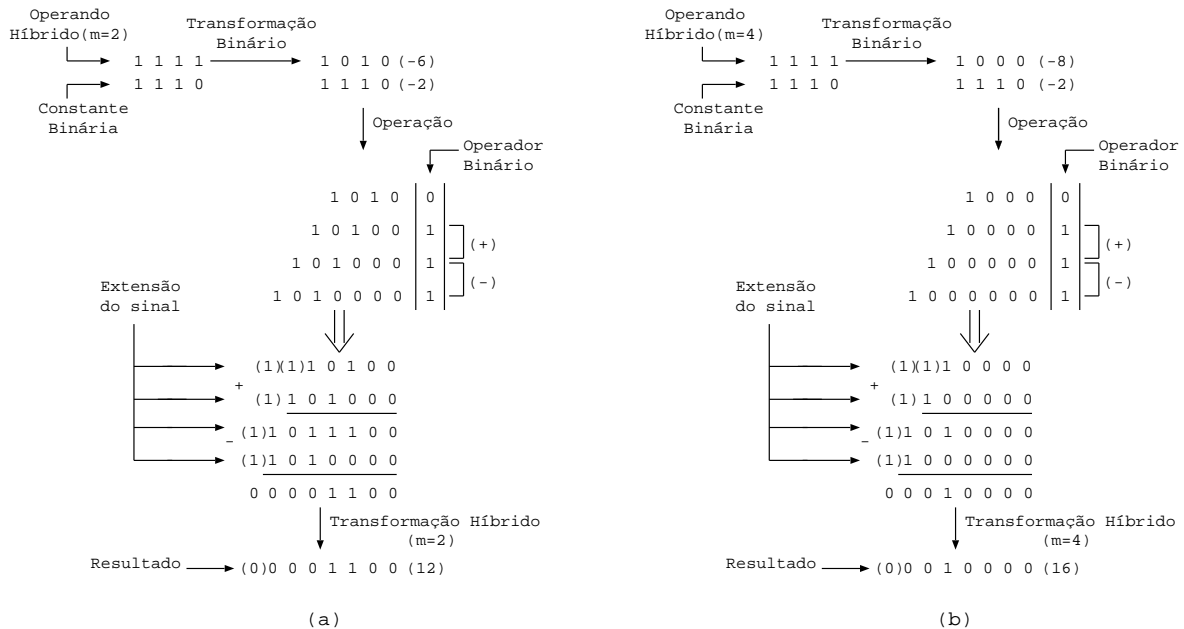 Operando
Híbrido(m=2)
Transformação
Binário
1 1 1 1
1 0 1 0 (-6)
1 1 1 0
1 1 1 0 (-2)
Constante
Binária
Operação
Operador
Binário
1 0 1 0 0
1 0 1 0 0 1
(+)
1 0 1 0 0 0 1
(-)
1 0 1 0 0 0 0 1
Extensão
do sinal
(1)(1)1 0 1 0 0
+
(1) 1 0 1 0 0 0
(1)1 0 1 1 1 0 0
-
(1)1 0 1 0 0 0 0
0 0 0 0 1 1 0 0
Transformação Híbrido
(m=2)
Resultado
(0)0 0 0 1 1 0 0 (12)
(a)
Operando
Híbrido(m=4)
Transformação
Binário
1 1 1 1
1 0 0 0 (-8)
1 1 1 0
1 1 1 0 (-2)
Constante
Binária
Operação
Operador
Binário
1 0 0 0 0
1 0 0 0 0 1
(+)
1 0 0 0 0 0 1
(-)
1 0 0 0 0 0 0 1
Extensão
do sinal
(1)(1)1 0 0 0 0
+
(1) 1 0 0 0 0 0
(1)1 0 1 0 0 0 0
-
(1)1 0 0 0 0 0 0
0 0 0 1 0 0 0 0
Transformação Híbrido
(m=4)
Resultado
(0)0 0 1 0 0 0 0 (16)
(b)